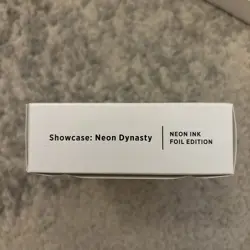 Showcase: Neon Dynasty
NEON INK
FOIL EDITION